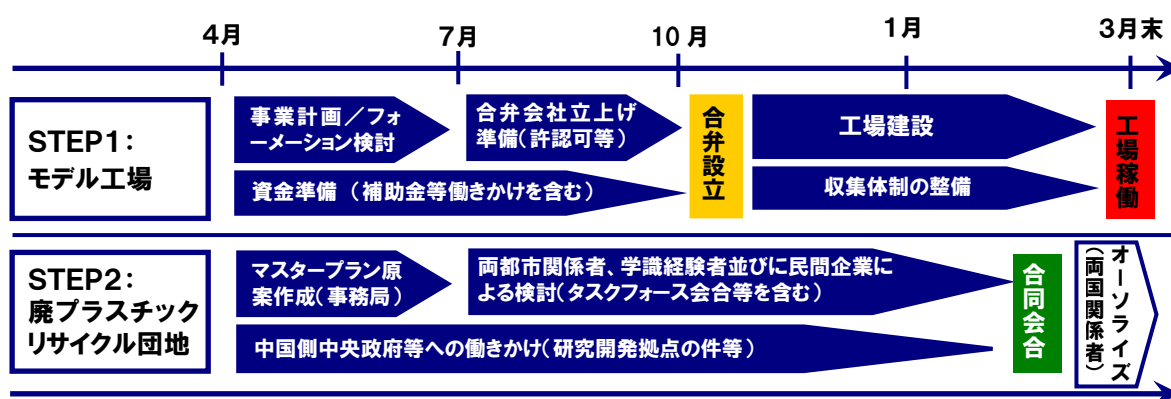 4月
7月
10 月
1月
3月末
STEP1:
モデル工場
事業計画/フォ
ーメーション検討
合弁会社立上げ
準備(許認可等)
資金準備 (補助金等働きかけを含む)
合弁設立
工場建設
収集体制の整備
工場稼働
STEP2:
廃プラスチック
リサイクル団地
マスタープラン原
案作成(事務局)
両都市関係者、学識経験者並びに民間企業に
よる検討(タスクフォース会合等を含む)
中国側中央政府等への働きかけ(研究開発拠点の件等)
合同会合
オーソライズ
(両国関係者)